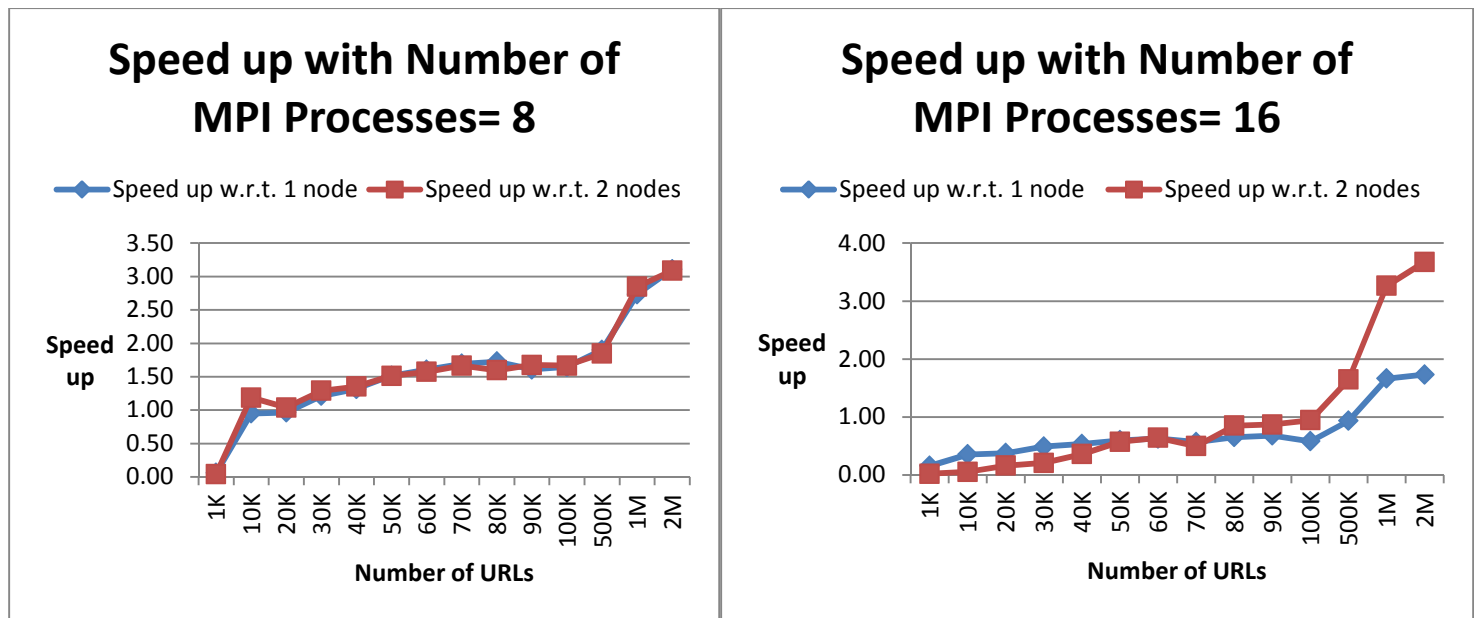 Speed up with Number of
MPI Processes= 8
Speed up w.r.t. 1 node
Speed up w.r.t. 2 nodes
3.50
3.00
2.50
2.00
1.50
1.00
0.50
0.00
Speed
up
1K
10K
20K
30K
40K
50K
60K
70K
80K
90K
100K
500K
1M
2M
Number of URLs
Speed up with Number of
MPI Processes= 16
Speed up w.r.t. 1 node
Speed up w.r.t. 2 nodes
4.00
3.00
2.00
1.00
0.00
Speed
up
1K
10K
20K
30K
40K
50K
60K
70K
80K
90K
100K
500K
1M
2M
Number of URLs